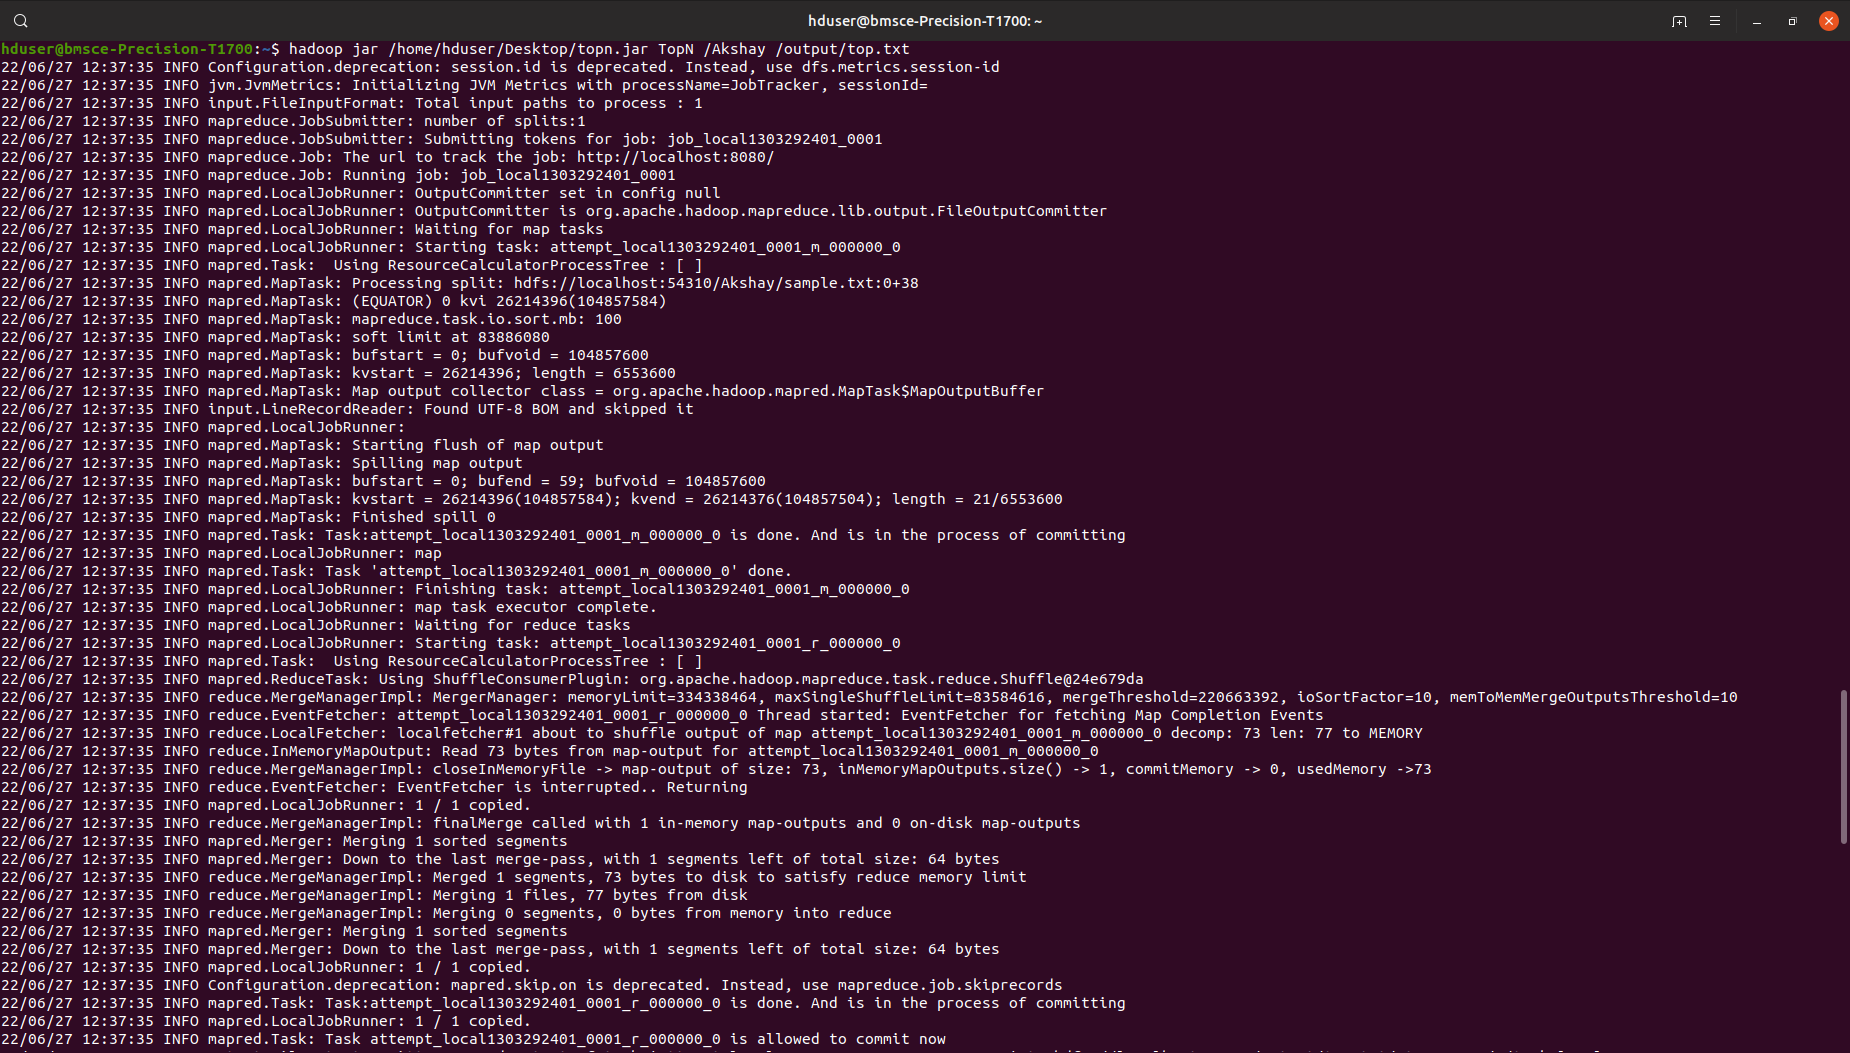 hduser@bmsce-Precision-T1700: ~
hduser@bmsce-Precision-T1700:~$ hadoop jar /home/hduser/Desktop/topn.jar TopN /Akshay /output/top.txt
22/06/27 12:37:35 INFO Configuration.deprecation: session.id is deprecated. Instead, use dfs.metrics.session-id
22/06/27 12:37:35 INFO jvm.JvmMetrics: Initializing JVM Metrics with processName=JobTracker, sessionId=
22/06/27 12:37:35 INFO input.FileInputFormat: Total input paths to process : 1
22/06/27 12:37:35 INFO mapreduce.JobSubmitter: number of splits:1
22/06/27 12:37:35 INFO mapreduce.JobSubmitter: Submitting tokens for job: job_local1303292401_0001
22/06/27 12:37:35 INFO mapreduce.Job: The url to track the job: http://localhost:8080/
22/06/27 12:37:35 INFO mapreduce.Job: Running job: job_local1303292401_0001
22/06/27 12:37:35 INFO mapred.LocalJobRunner: OutputCommitter set in config null
22/06/27 12:37:35 INFO mapred.LocalJobRunner: OutputCommitter is org.apache.hadoop.mapreduce.lib.output.FileOutputCommitter
22/06/27 12:37:35 INFO mapred.LocalJobRunner: Waiting for map tasks
22/06/27 12:37:35 INFO mapred.LocalJobRunner: Starting task: attempt_local1303292401_0001_m_000000_0
22/06/27 12:37:35 INFO mapred.Task:  Using ResourceCalculatorProcessTree : [ ]
22/06/27 12:37:35 INFO mapred.MapTask: Processing split: hdfs://localhost:54310/Akshay/sample.txt:0+38
22/06/27 12:37:35 INFO mapred.MapTask: (EQUATOR) 0 kvi 26214396(104857584)
22/06/27 12:37:35 INFO mapred.MapTask: mapreduce.task.io.sort.mb: 100
22/06/27 12:37:35 INFO mapred.MapTask: soft limit at 83886080
22/06/27 12:37:35 INFO mapred.MapTask: bufstart = 0; bufvoid = 104857600
22/06/27 12:37:35 INFO mapred.MapTask: kvstart = 26214396; length = 6553600
22/06/27 12:37:35 INFO mapred.MapTask: Map output collector class = org.apache.hadoop.mapred.MapTask$MapOutputBuffer
22/06/27 12:37:35 INFO input.LineRecordReader: Found UTF-8 BOM and skipped it
22/06/27 12:37:35 INFO mapred.LocalJobRunner:
22/06/27 12:37:35 INFO mapred.MapTask: Starting flush of map output
22/06/27 12:37:35 INFO mapred.MapTask: Spilling map output
22/06/27 12:37:35 INFO mapred.MapTask: bufstart = 0; bufend = 59; bufvoid = 104857600
22/06/27 12:37:35 INFO mapred.MapTask: kvstart = 26214396(104857584); kvend = 26214376(104857504); length = 21/6553600
22/06/27 12:37:35 INFO mapred.MapTask: Finished spill 0
22/06/27 12:37:35 INFO mapred.Task: Task:attempt_local1303292401_0001_m_000000_0 is done. And is in the process of committing
22/06/27 12:37:35 INFO mapred.LocalJobRunner: map
22/06/27 12:37:35 INFO mapred.Task: Task 'attempt_local1303292401_0001_m_000000_0' done.
22/06/27 12:37:35 INFO mapred.LocalJobRunner: Finishing task: attempt_local1303292401_0001_m_000000_0
22/06/27 12:37:35 INFO mapred.LocalJobRunner: map task executor complete.
22/06/27 12:37:35 INFO mapred.LocalJobRunner: Waiting for reduce tasks
22/06/27 12:37:35 INFO mapred.LocalJobRunner: Starting task: attempt_local1303292401_0001_r_000000_0
22/06/27 12:37:35 INFO mapred.Task:  Using ResourceCalculatorProcessTree : [ ]
22/06/27 12:37:35 INFO mapred.ReduceTask: Using ShuffleConsumerPlugin: org.apache.hadoop.mapreduce.task.reduce.Shuffle@24e679da
22/06/27 12:37:35 INFO reduce.MergeManagerImpl: MergerManager: memoryLimit=334338464, maxSingleShuffleLimit=83584616, mergeThreshold=220663392, ioSortFactor=10, memToMemMergeOutputsThreshold=10
22/06/27 12:37:35 INFO reduce.EventFetcher: attempt_local1303292401_0001_r_000000_0 Thread started: EventFetcher for fetching Map Completion Events
22/06/27 12:37:35 INFO reduce.LocalFetcher: localfetcher#1 about to shuffle output of map attempt_local1303292401_0001_m_000000_0 decomp: 73 len: 77 to MEMORY
22/06/27 12:37:35 INFO reduce.InMemoryMapOutput: Read 73 bytes from map-output for attempt_local1303292401_0001_m_000000_0
22/06/27 12:37:35 INFO reduce.MergeManagerImpl: closeInMemoryFile -> map-output of size: 73, inMemoryMapOutputs.size() -> 1, commitMemory -> 0, usedMemory ->73
22/06/27 12:37:35 INFO reduce.EventFetcher: EventFetcher is interrupted.. Returning
22/06/27 12:37:35 INFO mapred.LocalJobRunner: 1 / 1 copied.
22/06/27 12:37:35 INFO reduce.MergeManagerImpl: finalMerge called with 1 in-memory map-outputs and 0 on-disk map-outputs
22/06/27 12:37:35 INFO mapred.Merger: Merging 1 sorted segments
22/06/27 12:37:35 INFO mapred.Merger: Down to the last merge-pass, with 1 segments left of total size: 64 bytes
22/06/27 12:37:35 INFO reduce.MergeManagerImpl: Merged 1 segments, 73 bytes to disk to satisfy reduce memory limit
22/06/27 12:37:35 INFO reduce.MergeManagerImpl: Merging 1 files, 77 bytes from disk
22/06/27 12:37:35 INFO reduce.MergeManagerImpl: Merging 0 segments, 0 bytes from memory into reduce
22/06/27 12:37:35 INFO mapred.Merger: Merging 1 sorted segments
22/06/27 12:37:35 INFO mapred.Merger: Down to the last merge-pass, with 1 segments left of total size: 64 bytes
22/06/27 12:37:35 INFO mapred.LocalJobRunner: 1 / 1 copied.
22/06/27 12:37:35 INFO Configuration.deprecation: mapred.skip.on is deprecated. Instead, use mapreduce.job.skiprecords
22/06/27 12:37:35 INFO mapred.Task: Task:attempt_local1303292401_0001_r_000000_0 is done. And is in the process of committing
22/06/27 12:37:35 INFO mapred.LocalJobRunner: 1 / 1 copied.
22/06/27 12:37:35 INFO mapred.Task: Task attempt_local1303292401_0001_r_000000_0 is allowed to commit now